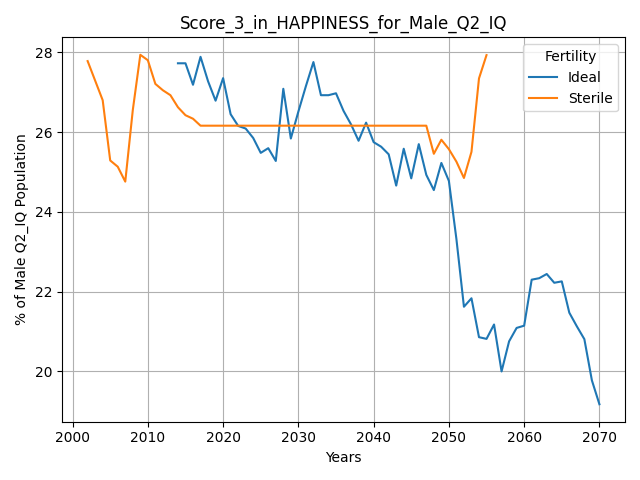 Score_3_in_HAPPINESS_for_Male_Q2_IQ
Fertility
Ideal
Sterile
% of Male Q2_IQ Population
28
26
24
22
20
2000 2010 2020 2030 2040 2050 2060 2070
Years